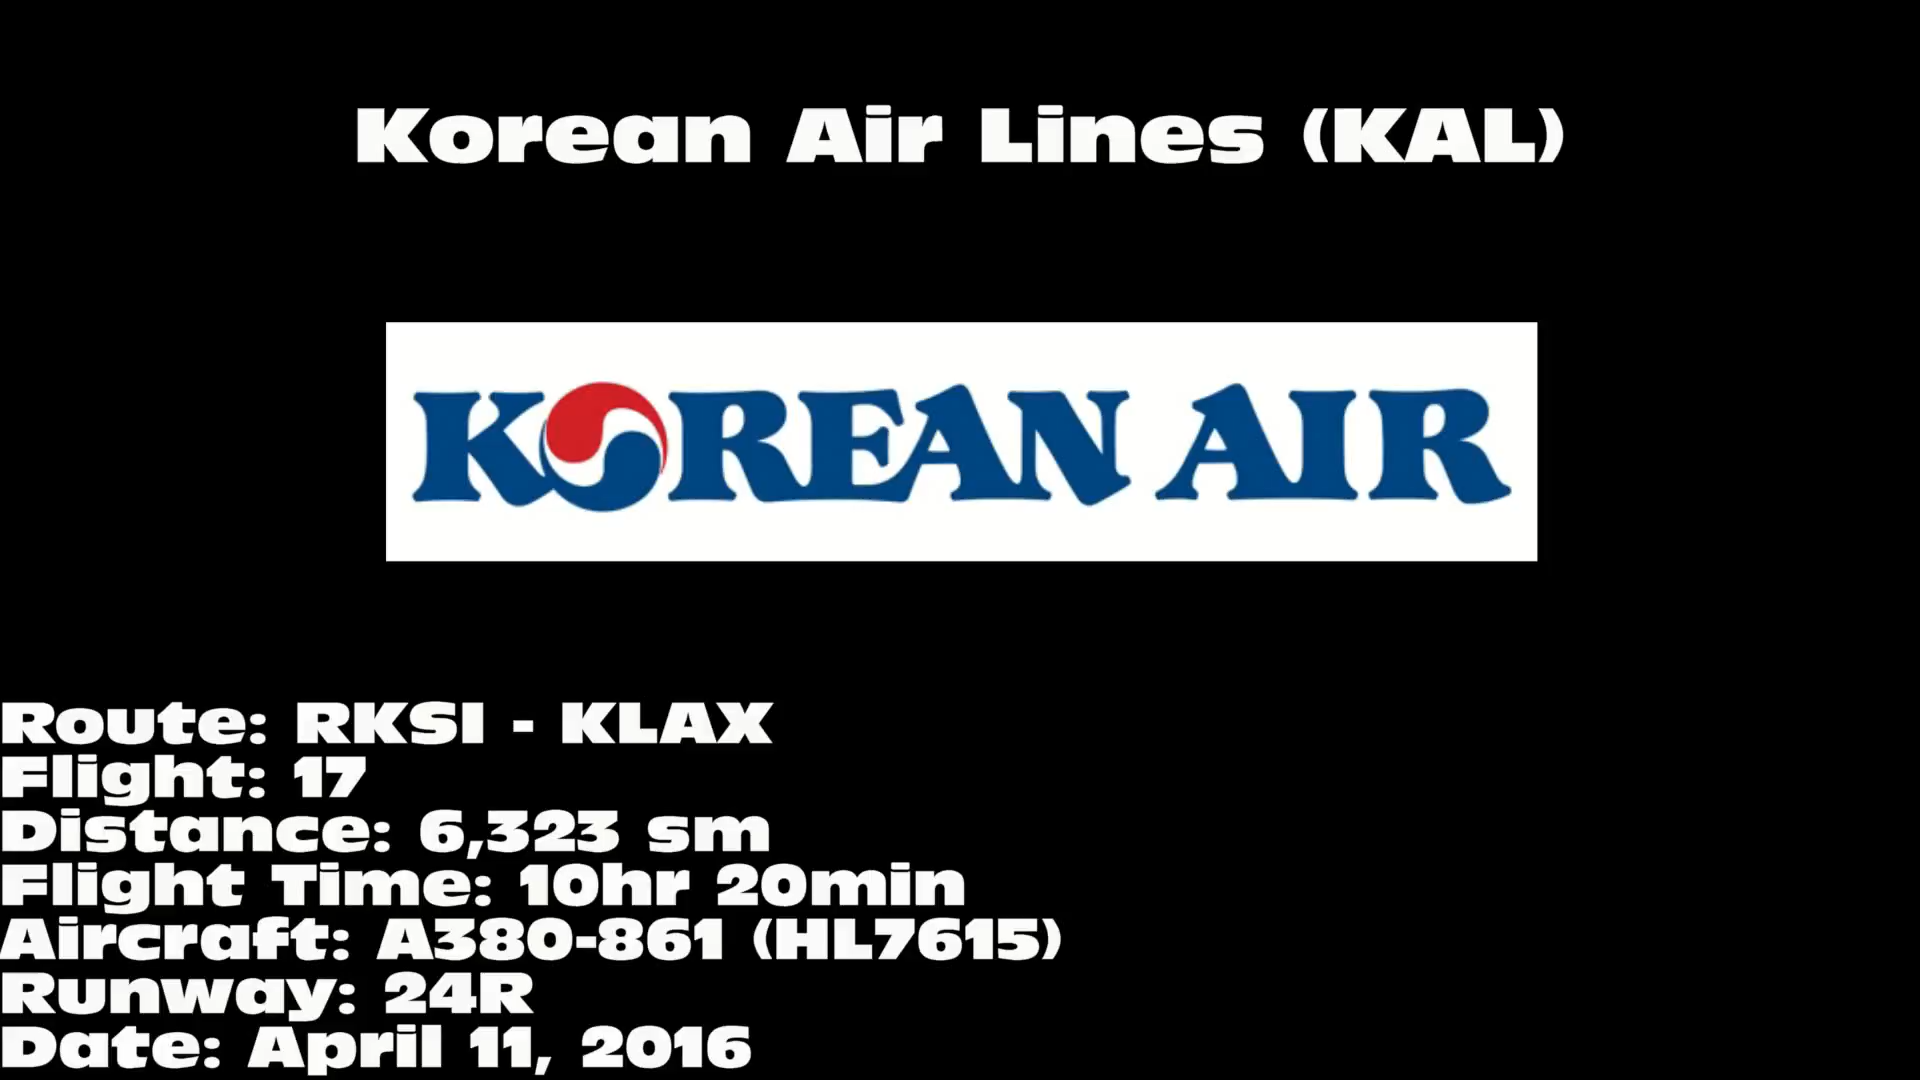 Korean Air Lines (KAL)
KOREAN AIR
Route: RKSI - KLAX
Flight: 17
Distance: 6,323 sm
Flight Time: 10hr 20min
Aircraft: A380-861 (HL7615)
Runway: 24R
Date: April 11, 2016